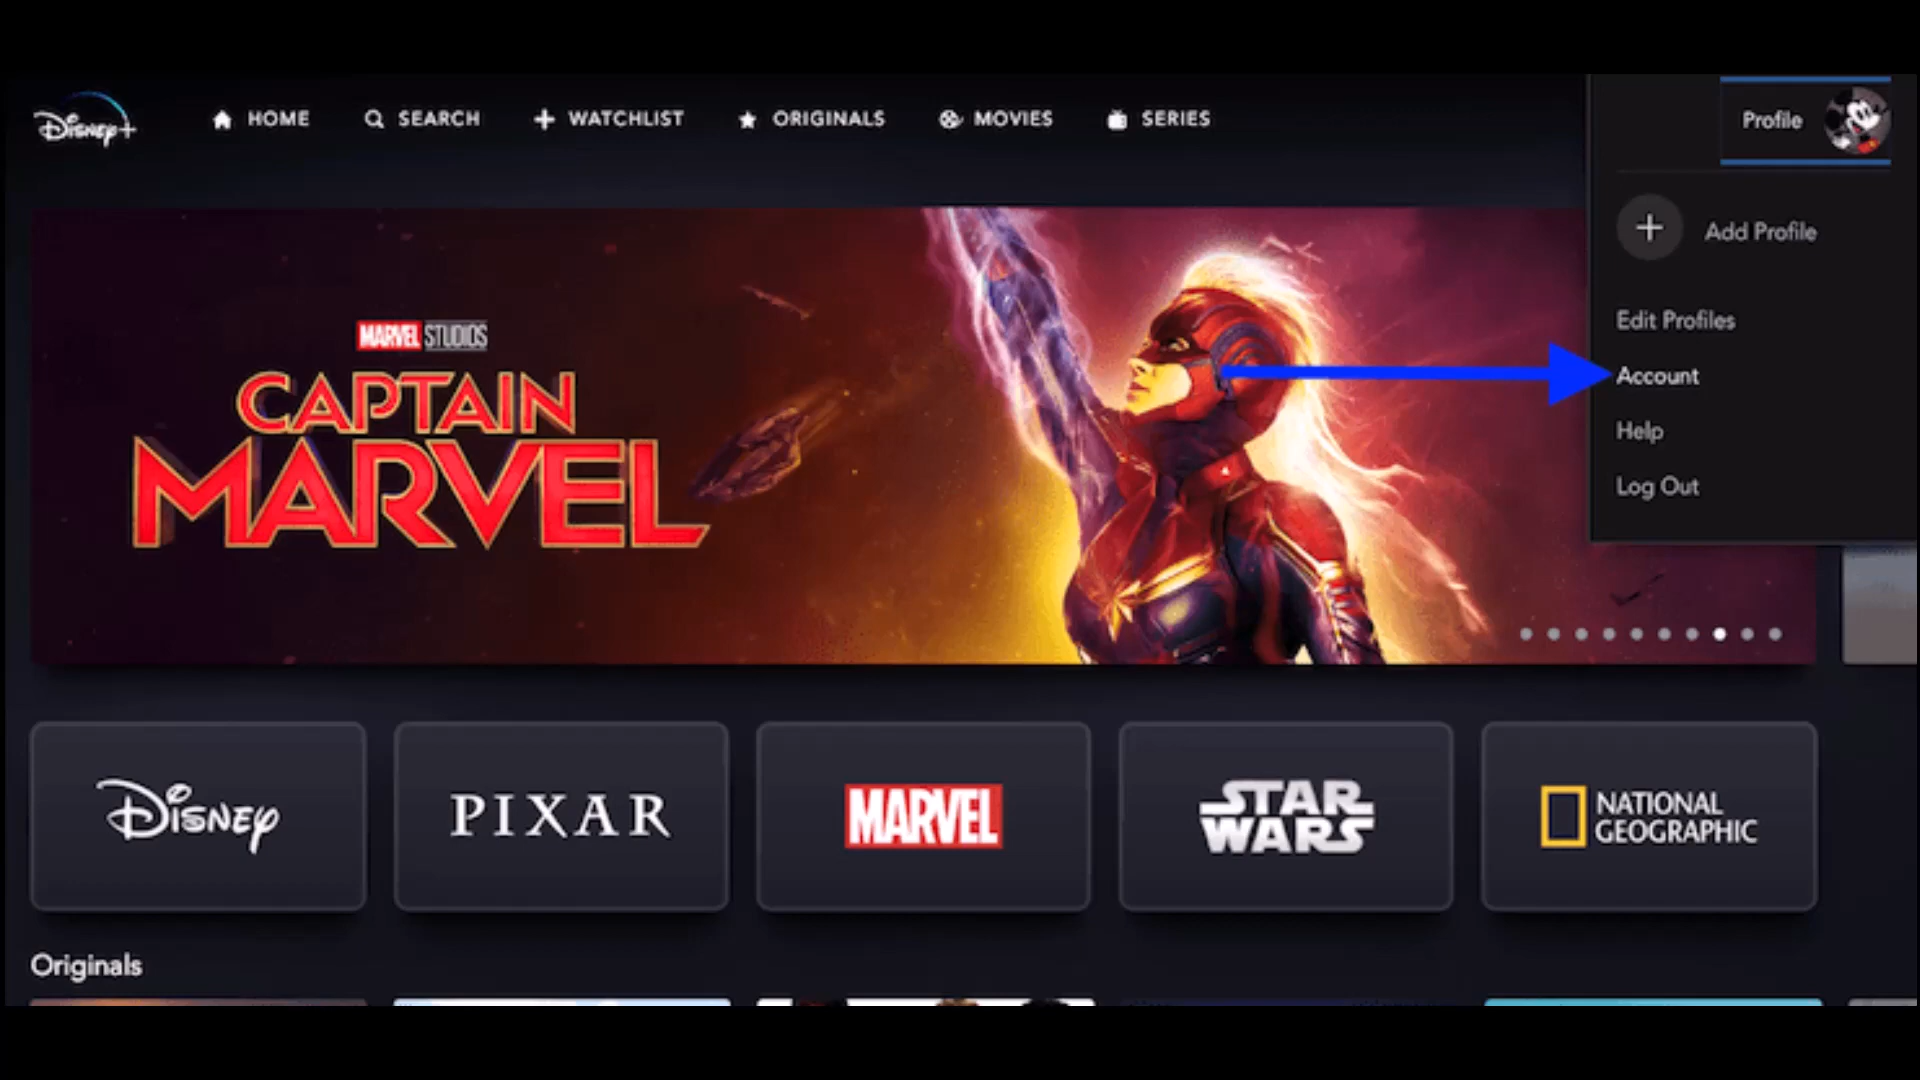 Disney+
HOME
SEARCH
WATCHLIST
ORIGINALS
MOVIES
SERIES
Profile
Add Profile
Edit Profiles
Account
Help
Log Out
MARVEL STUDIOS
CAPTAIN
MARVEL
DISNEY
PIXAR
MARVEL
STAR
WARS
NATIONAL
GEOGRAPHIC
Originals